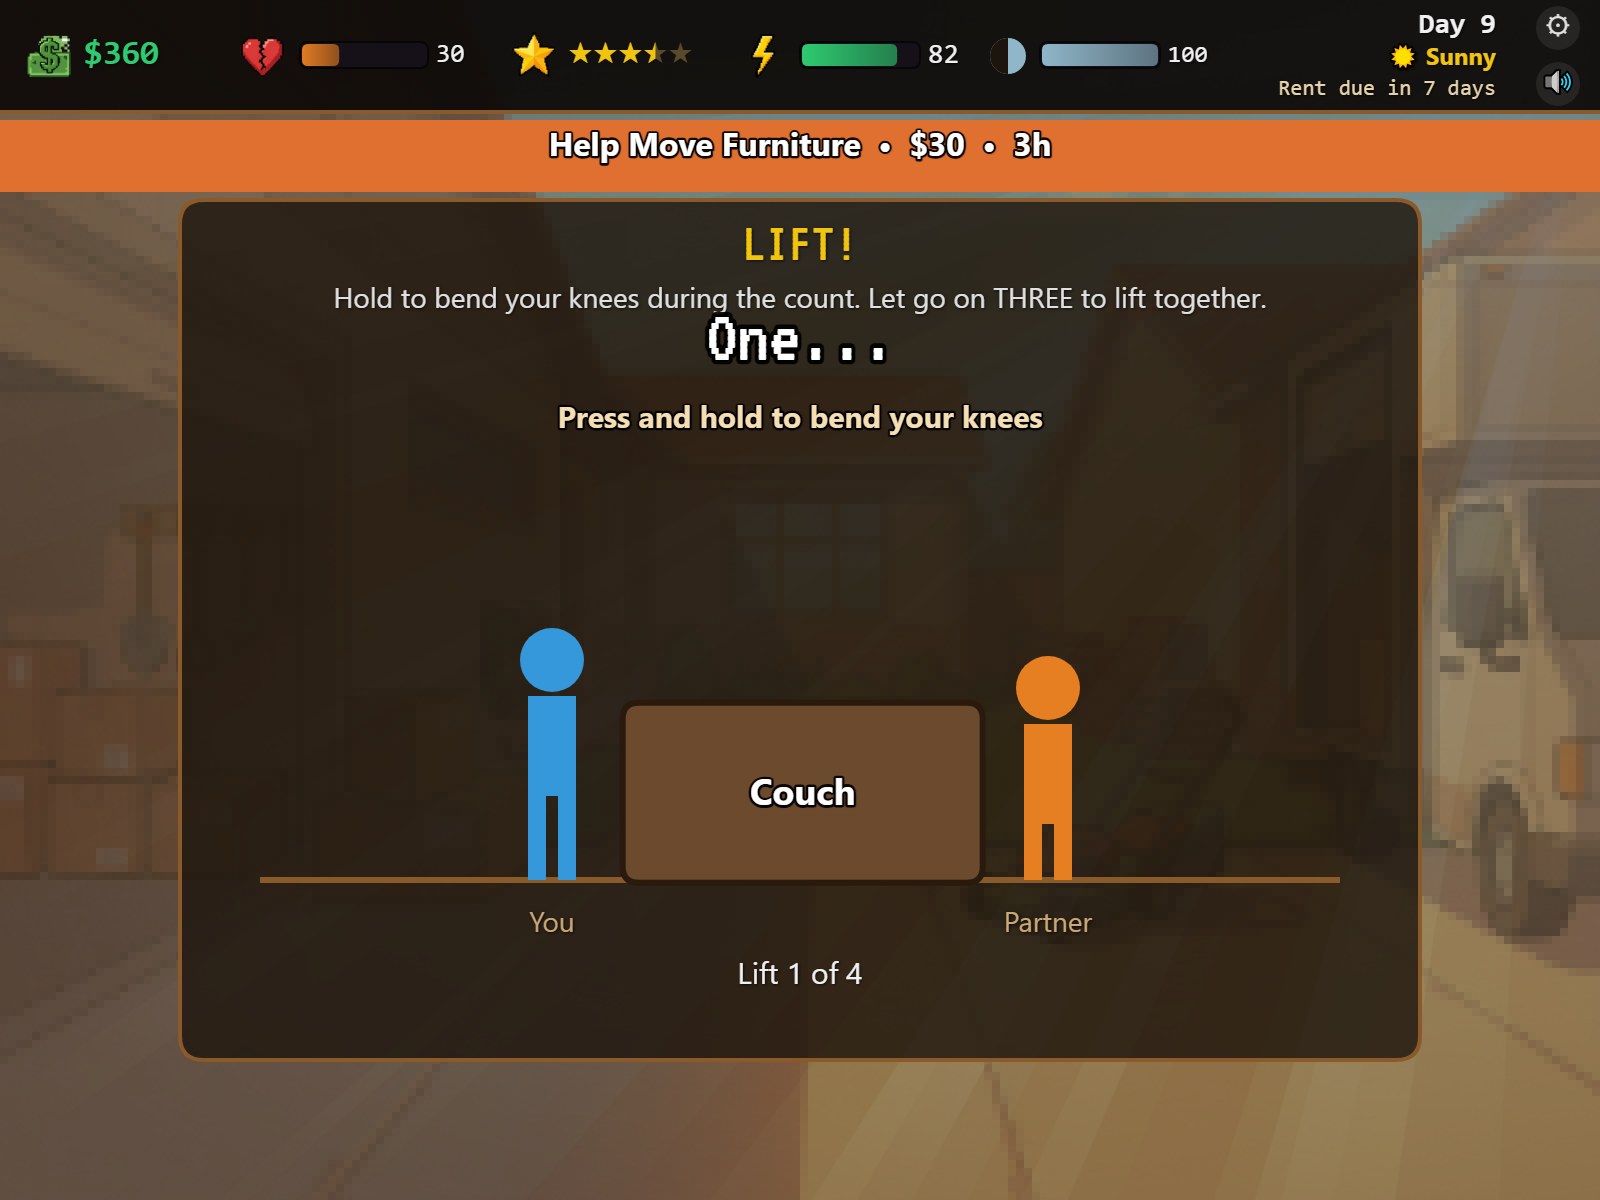 $360
30
82
100
Day 9
Sunny
Rent due in 7 days
Help Move Furniture • $30 • 3h
LIFT!
Hold to bend your knees during the count. Let go on THREE to lift together.
One...
Press and hold to bend your knees
Couch
You
Partner
Lift 1 of 4